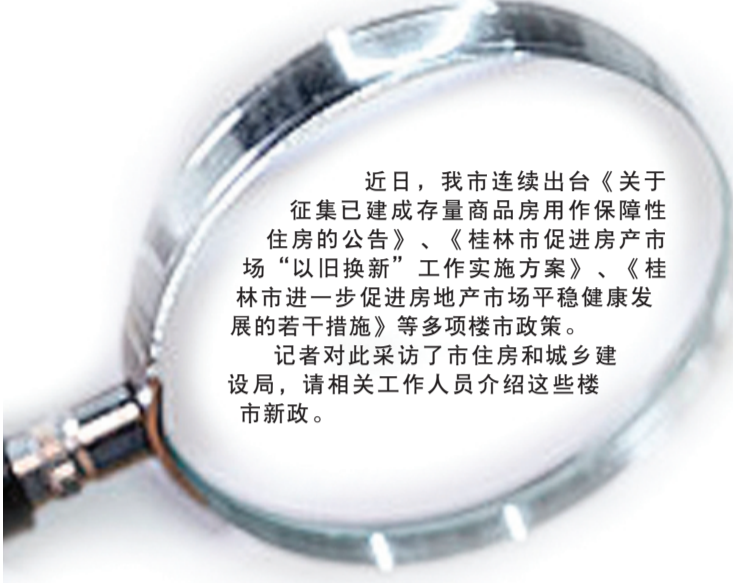 近日，我市连续出台《关于
征集已建成存量商品房用作保障性
住房的公告》、《桂林市促进房产市
场“以旧换新”工作实施方案》、《桂
林市进一步促进房地产市场平稳健康发
展的若干措施》等多项楼市政策。
记者对此采访了市住房和城乡建
设局，请相关工作人员介绍这些楼
市新政。